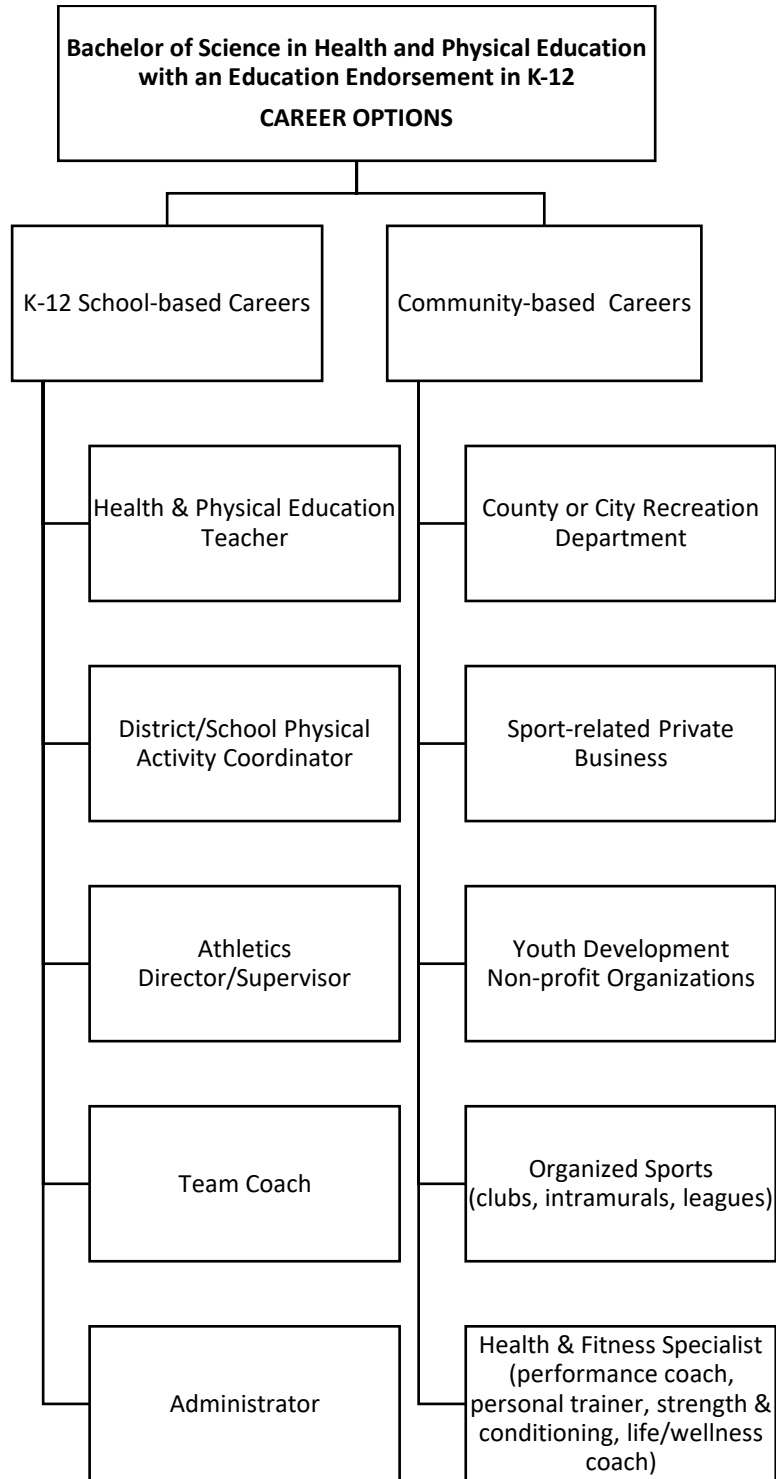 Bachelor of Science in Health and Physical Education
with an Education Endorsement in K-12
CAREER OPTIONS
K-12 School-based Careers
Community-based Careers
Health & Physical Education
Teacher
County or City Recreation
Department
District/School Physical
Activity Coordinator
Sport-related Private
Business
Athletics
Director/Supervisor
Youth Development
Non-profit Organizations
Team Coach
Organized Sports
(clubs, intramurals, leagues)
Administrator
Health & Fitness Specialist
(performance coach,
personal trainer, strength &
conditioning, life/wellness
coach)